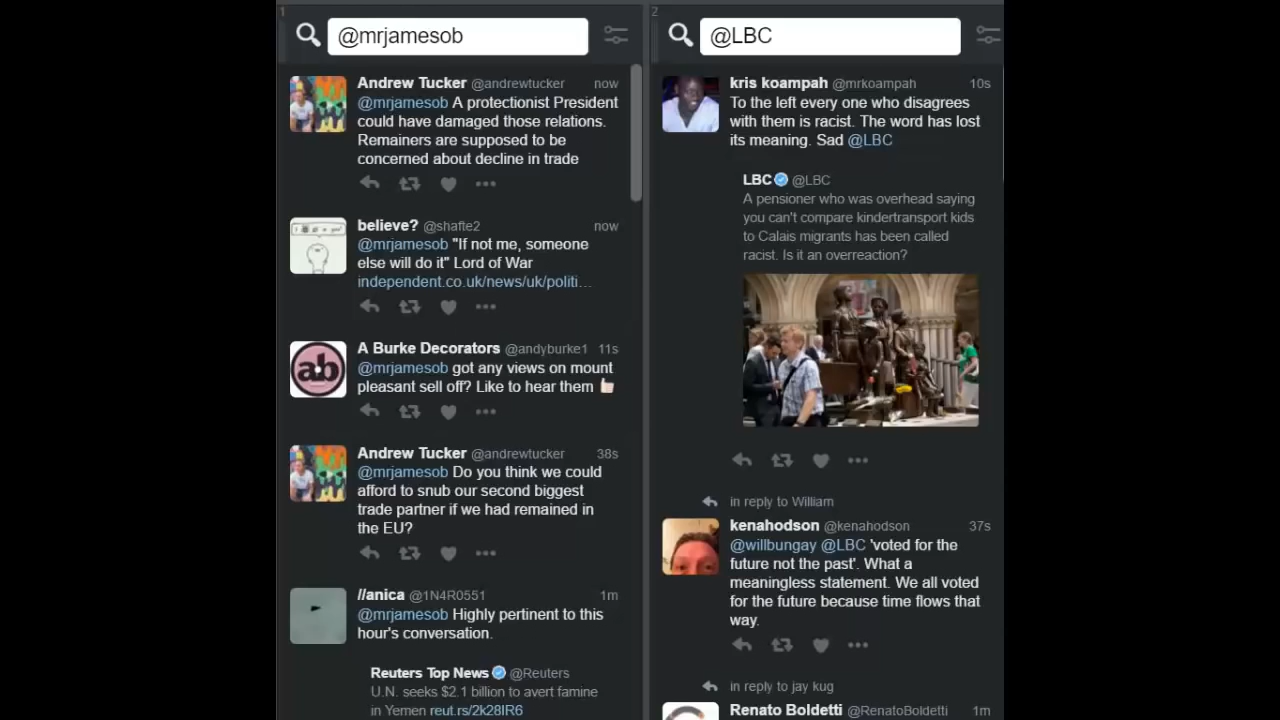 1
@mrjamesob
Andrew Tucker @andrewtucker now
@mrjamesob A protectionist President
could have damaged those relations.
Remainers are supposed to be
concerned about decline in trade
believe? @shafte2 now
@mrjamesob "If not me, someone
else will do it" Lord of War
independent.co.uk/news/uk/politi…
A Burke Decorators @andyburke1 11s
@mrjamesob got any views on mount
pleasant sell off? Like to hear them
ab
Andrew Tucker @andrewtucker 38s
@mrjamesob Do you think we could
afford to snub our second biggest
trade partner if we had remained in
the EU?
//anica @1N4R0551 1m
@mrjamesob Highly pertinent to this
hour's conversation.
Reuters Top News @Reuters
U.N. seeks $2.1 billion to avert famine
in Yemen reut.rs/2k28IR6
2
@LBC
kris koampah @mrkoampah 10s
To the left every one who disagrees
with them is racist. The word has lost
its meaning. Sad @LBC
LBC @LBC
A pensioner who was overhead saying
you can't compare kindertransport kids
to Calais migrants has been called
racist. Is it an overreaction?
in reply to William
kenahodson @kenahodson 37s
@willbungay @LBC 'voted for the
future not the past'. What a
meaningless statement. We all voted
for the future because time flows that
way.
in reply to jay kug
Renato Boldetti @RenatoBoldetti 1m